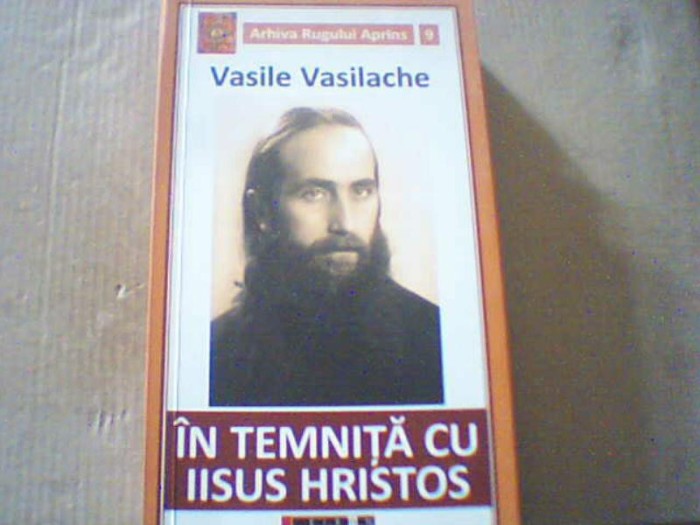 Arhiva Rugului Aprins 9
Vasile Vasilache
ÎN TEMNIȚĂ CU
IISUS HRISTOS